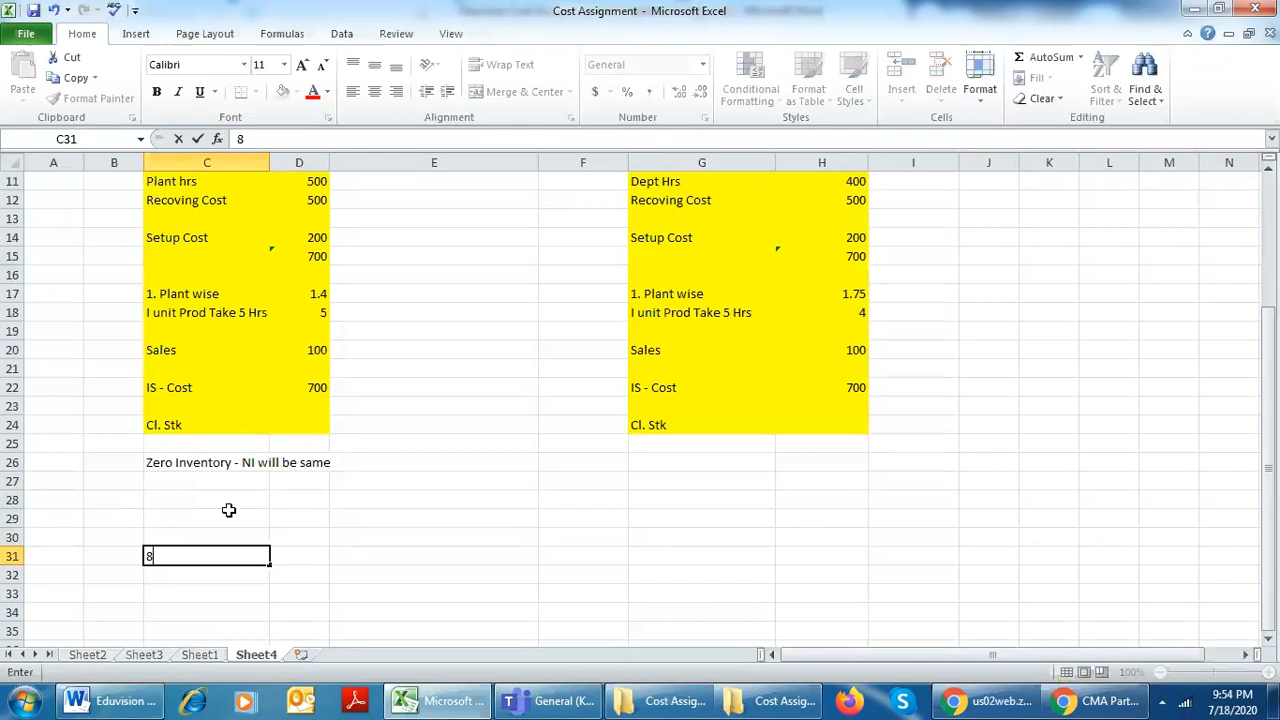 Cost Assignment - Microsoft Excel
File Home Insert Page Layout Formulas Data Review View
Paste
Cut
Copy
Format Painter
Clipboard
Calibri 11
B I U
Font
Wrap Text
Merge & Center
Alignment
General
$ % ,
Number
Conditional Formatting
Format as Table
Cell Styles
Styles
Insert
Delete
Format
Cells
Σ AutoSum
Fill
Clear
Sort & Filter
Find & Select
Editing
C31 fx 8
A B C D E F G H I J K L M N
11 Plant hrs 500 Dept Hrs 400
12 Recoving Cost 500 Recoving Cost 500
13
14 Setup Cost 200 Setup Cost 200
15 700 700
16
17 1. Plant wise 1.4 1. Plant wise 1.75
18 I unit Prod Take 5 Hrs 5 I unit Prod Take 5 Hrs 4
19
20 Sales 100 Sales 100
21
22 IS - Cost 700 IS - Cost 700
23
24 Cl. Stk Cl. Stk
25
26 Zero Inventory - NI will be same
27
28
29
30
31 8
32
33
34
35
Sheet2 Sheet3 Sheet1 Sheet4
Enter 100%
Eduvision ...
Microsoft ...
General (K...
Cost Assig...
Cost Assig...
us02web.z...
CMA Part...
9:54 PM
7/18/2020